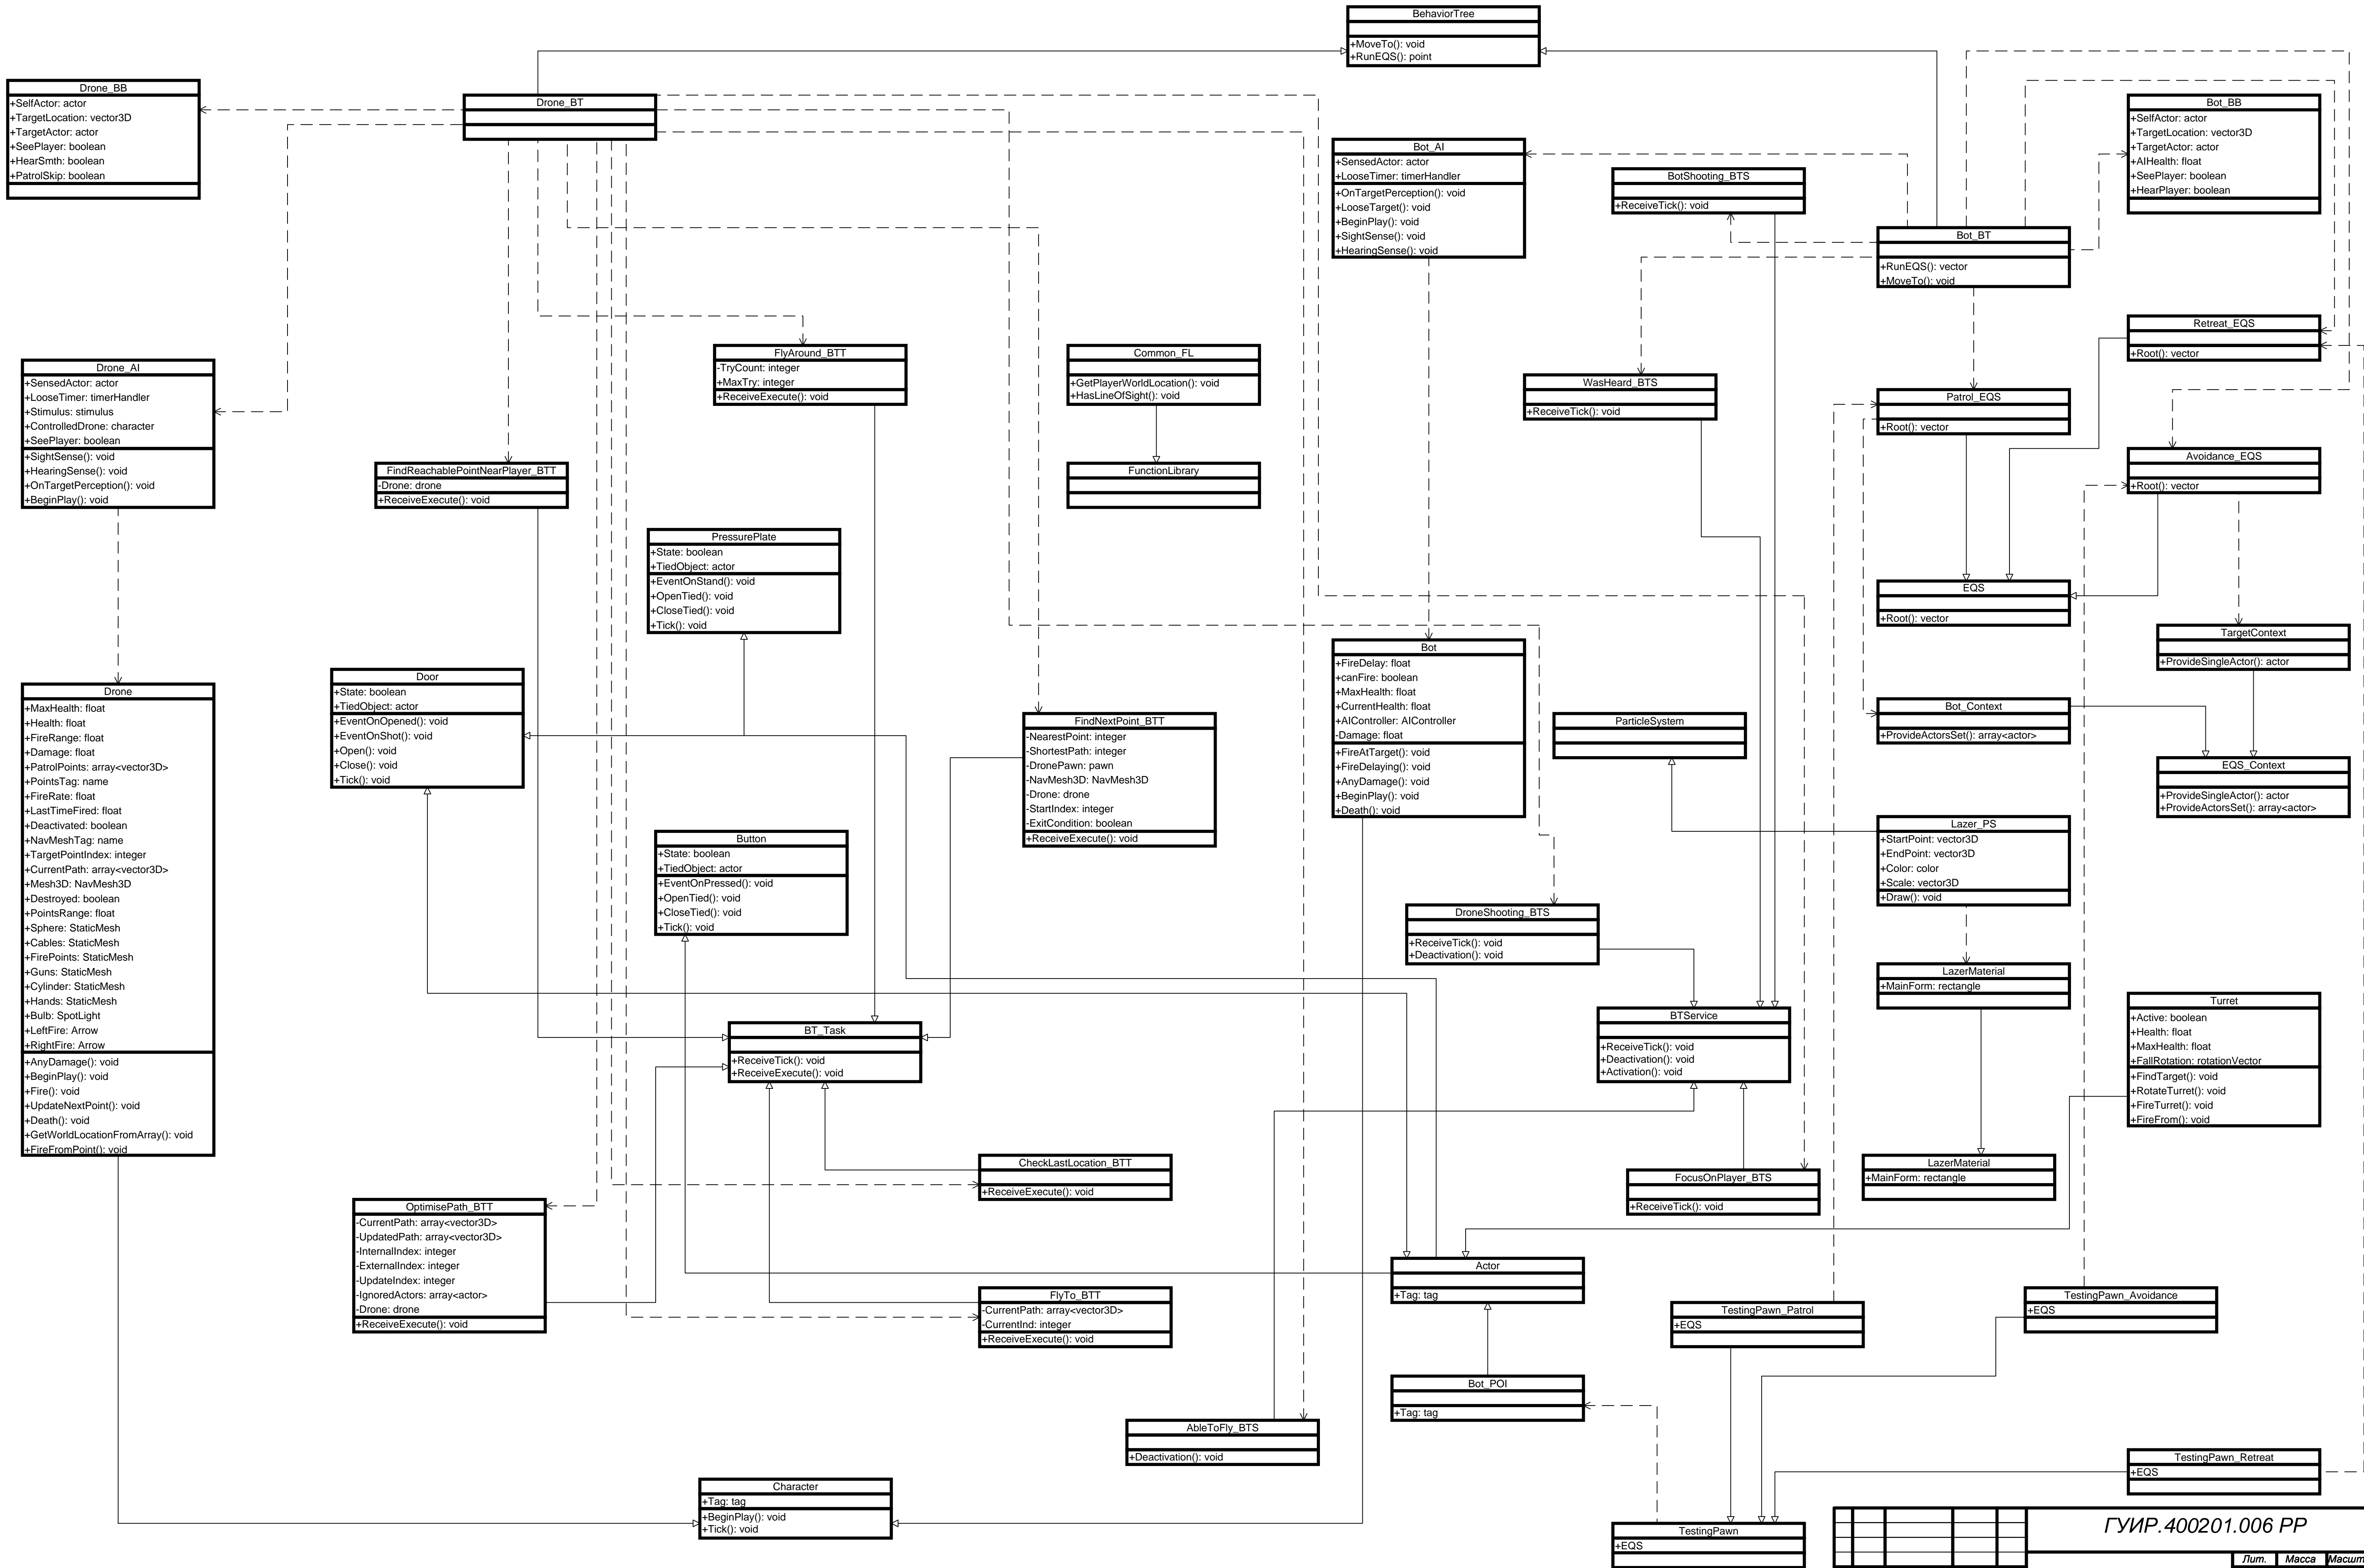 BehaviorTree
+MoveTo(): void
+RunEQS(): point
Drone_BB
+SelfActor: actor
+TargetLocation: vector3D
+TargetActor: actor
+SeePlayer: boolean
+HearSmth: boolean
+PatrolSkip: boolean
Drone_BT
Bot_BB
+SelfActor: actor
+TargetLocation: vector3D
+TargetActor: actor
+AIHealth: float
+SeePlayer: boolean
+HearPlayer: boolean
Bot_AI
+SensedActor: actor
+LooseTimer: timerHandler
+OnTargetPerception(): void
+LooseTarget(): void
+BeginPlay(): void
+SightSense(): void
+HearingSense(): void
BotShooting_BTS
+ReceiveTick(): void
Bot_BT
+RunEQS(): vector
+MoveTo(): void
Retreat_EQS
+Root(): vector
Drone_AI
+SensedActor: actor
+LooseTimer: timerHandler
+Stimulus: stimulus
+ControlledDrone: character
+SeePlayer: boolean
+SightSense(): void
+HearingSense(): void
+OnTargetPerception(): void
+BeginPlay(): void
FlyAround_BTT
-TryCount: integer
+MaxTry: integer
+ReceiveExecute(): void
Common_FL
+GetPlayerWorldLocation(): void
+HasLineOfSight(): void
WasHeard_BTS
+ReceiveTick(): void
Patrol_EQS
+Root(): vector
Avoidance_EQS
+Root(): vector
FindReachablePointNearPlayer_BTT
-Drone: drone
+ReceiveExecute(): void
FunctionLibrary
PressurePlate
+State: boolean
+TiedObject: actor
+EventOnStand(): void
+OpenTied(): void
+CloseTied(): void
+Tick(): void
EQS
+Root(): vector
TargetContext
+ProvideSingleActor(): actor
Bot
+FireDelay: float
+canFire: boolean
+MaxHealth: float
+CurrentHealth: float
+AIController: AIController
-Damage: float
+FireAtTarget(): void
+FireDelaying(): void
+AnyDamage(): void
+BeginPlay(): void
+Death(): void
Door
+State: boolean
+TiedObject: actor
+EventOnOpened(): void
+EventOnShot(): void
+Open(): void
+Close(): void
+Tick(): void
Drone
+MaxHealth: float
+Health: float
+FireRange: float
+Damage: float
+PatrolPoints: array<vector3D>
+PointsTag: name
+FireRate: float
+LastTimeFired: float
+Deactivated: boolean
+NavMeshTag: name
+TargetPointIndex: integer
+CurrentPath: array<vector3D>
+Mesh3D: NavMesh3D
+Destroyed: boolean
+PointsRange: float
+Sphere: StaticMesh
+Cables: StaticMesh
+FirePoints: StaticMesh
+Guns: StaticMesh
+Cylinder: StaticMesh
+Hands: StaticMesh
+Bulb: SpotLight
+LeftFire: Arrow
+RightFire: Arrow
+AnyDamage(): void
+BeginPlay(): void
+Fire(): void
+UpdateNextPoint(): void
+Death(): void
+GetWorldLocationFromArray(): void
+FireFromPoint(): void
FindNextPoint_BTT
-NearestPoint: integer
-ShortestPath: integer
-DronePawn: pawn
-NavMesh3D: NavMesh3D
-Drone: drone
-StartIndex: integer
-ExitCondition: boolean
+ReceiveExecute(): void
ParticleSystem
Bot_Context
+ProvideActorsSet(): array<actor>
EQS_Context
+ProvideSingleActor(): actor
+ProvideActorsSet(): array<actor>
Button
+State: boolean
+TiedObject: actor
+EventOnPressed(): void
+OpenTied(): void
+CloseTied(): void
+Tick(): void
Lazer_PS
+StartPoint: vector3D
+EndPoint: vector3D
+Color: color
+Scale: vector3D
+Draw(): void
DroneShooting_BTS
+ReceiveTick(): void
+Deactivation(): void
LazerMaterial
+MainForm: rectangle
Turret
+Active: boolean
+Health: float
+MaxHealth: float
+FallRotation: rotationVector
+FindTarget(): void
+RotateTurret(): void
+FireTurret(): void
+FireFrom(): void
BT_Task
+ReceiveTick(): void
+ReceiveExecute(): void
BTService
+ReceiveTick(): void
+Deactivation(): void
+Activation(): void
CheckLastLocation_BTT
+ReceiveExecute(): void
FocusOnPlayer_BTS
+ReceiveTick(): void
LazerMaterial
+MainForm: rectangle
OptimisePath_BTT
-CurrentPath: array<vector3D>
-UpdatedPath: array<vector3D>
-InternalIndex: integer
-ExternalIndex: integer
-UpdateIndex: integer
-IgnoredActors: array<actor>
-Drone: drone
+ReceiveExecute(): void
Actor
+Tag: tag
FlyTo_BTT
-CurrentPath: array<vector3D>
-CurrentInd: integer
+ReceiveExecute(): void
TestingPawn_Patrol
+EQS
TestingPawn_Avoidance
+EQS
Bot_POI
+Tag: tag
AbleToFly_BTS
+Deactivation(): void
TestingPawn_Retreat
+EQS
Character
+Tag: tag
+BeginPlay(): void
+Tick(): void
TestingPawn
+EQS
ГУИР.400201.006 РР
Лит. Масса Масшт